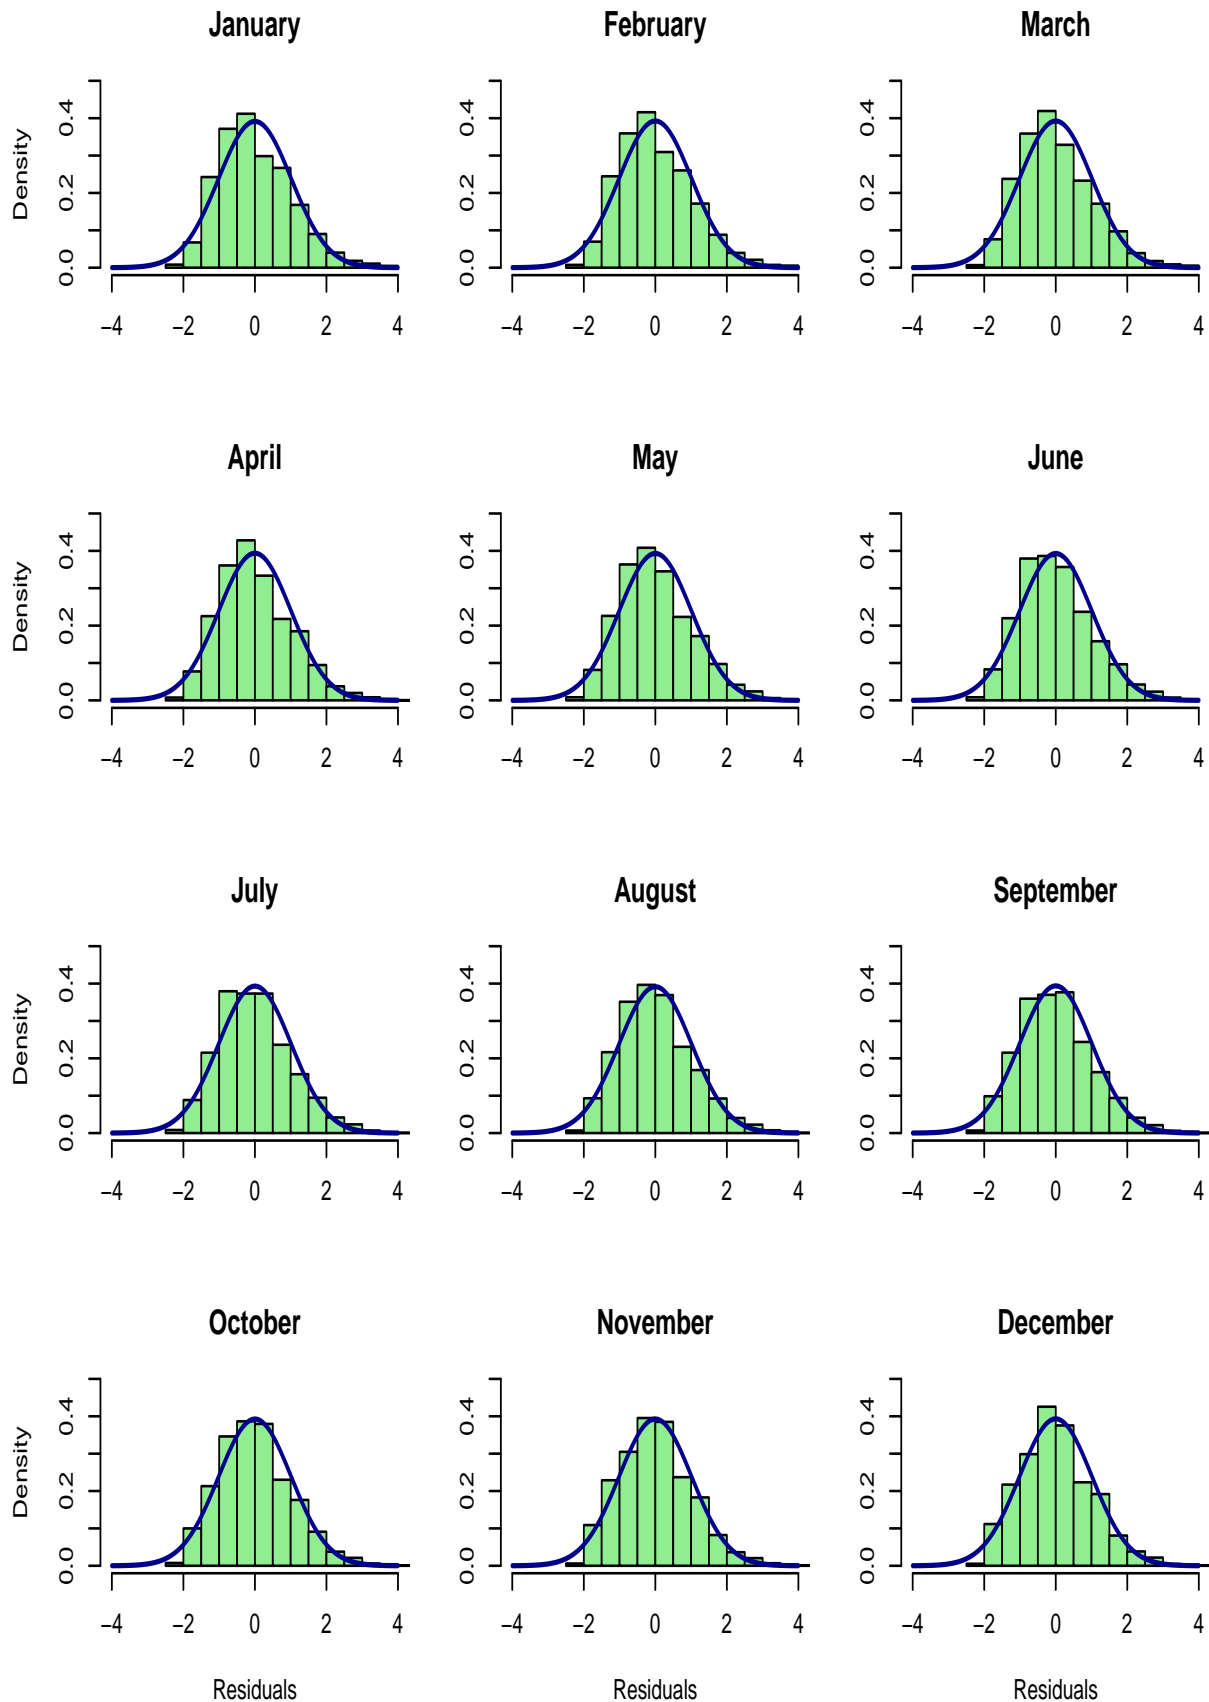 January February March
Density 0.0 0.2 0.4 0.0 0.2 0.4 0.0 0.2 0.4
−4 −2 0 2 4 −4 −2 0 2 4 −4 −2 0 2 4
April May June
Density 0.0 0.2 0.4 0.0 0.2 0.4 0.0 0.2 0.4
−4 −2 0 2 4 −4 −2 0 2 4 −4 −2 0 2 4
July August September
Density 0.0 0.2 0.4 0.0 0.2 0.4 0.0 0.2 0.4
−4 −2 0 2 4 −4 −2 0 2 4 −4 −2 0 2 4
October November December
Density 0.0 0.2 0.4 0.0 0.2 0.4 0.0 0.2 0.4
−4 −2 0 2 4 −4 −2 0 2 4 −4 −2 0 2 4
Residuals Residuals Residuals